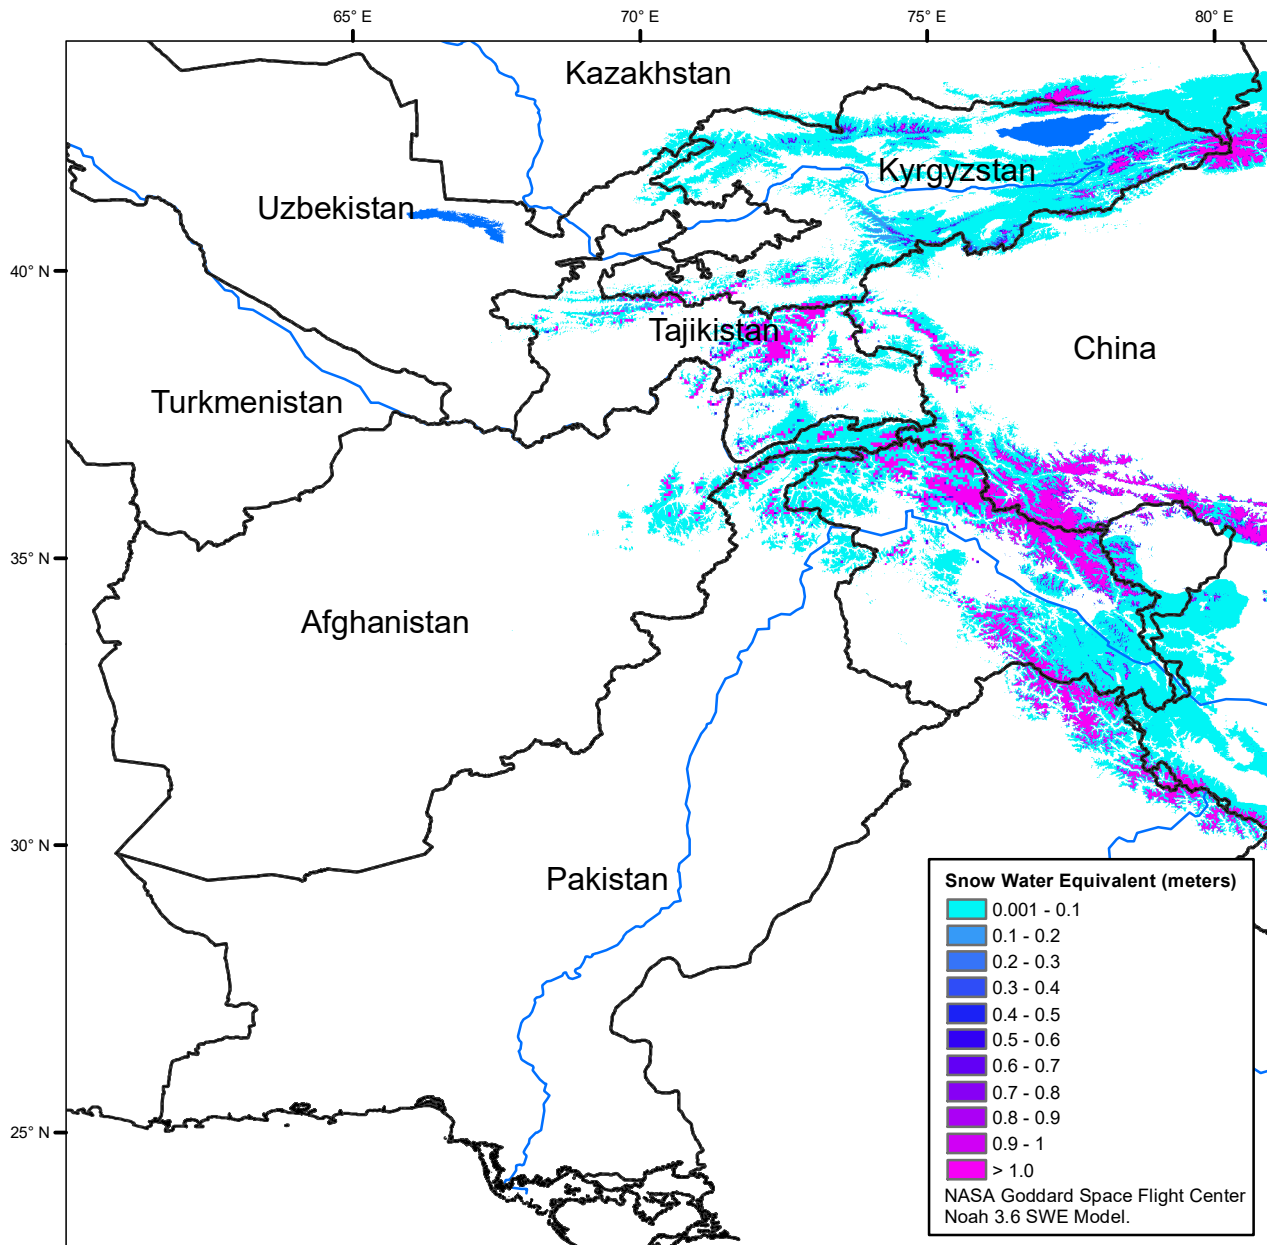 65° E
70° E
75° E
80° E
Kazakhstan
Kyrgyzstan
Uzbekistan
40° N
Tajikistan
China
Turkmenistan
35° N
Afghanistan
30° N
Pakistan
Snow Water Equivalent (meters)
0.001 - 0.1
0.1 - 0.2
0.2 - 0.3
0.3 - 0.4
0.4 - 0.5
0.5 - 0.6
0.6 - 0.7
0.7 - 0.8
0.8 - 0.9
0.9 - 1
> 1.0
NASA Goddard Space Flight Center
Noah 3.6 SWE Model.
25° N